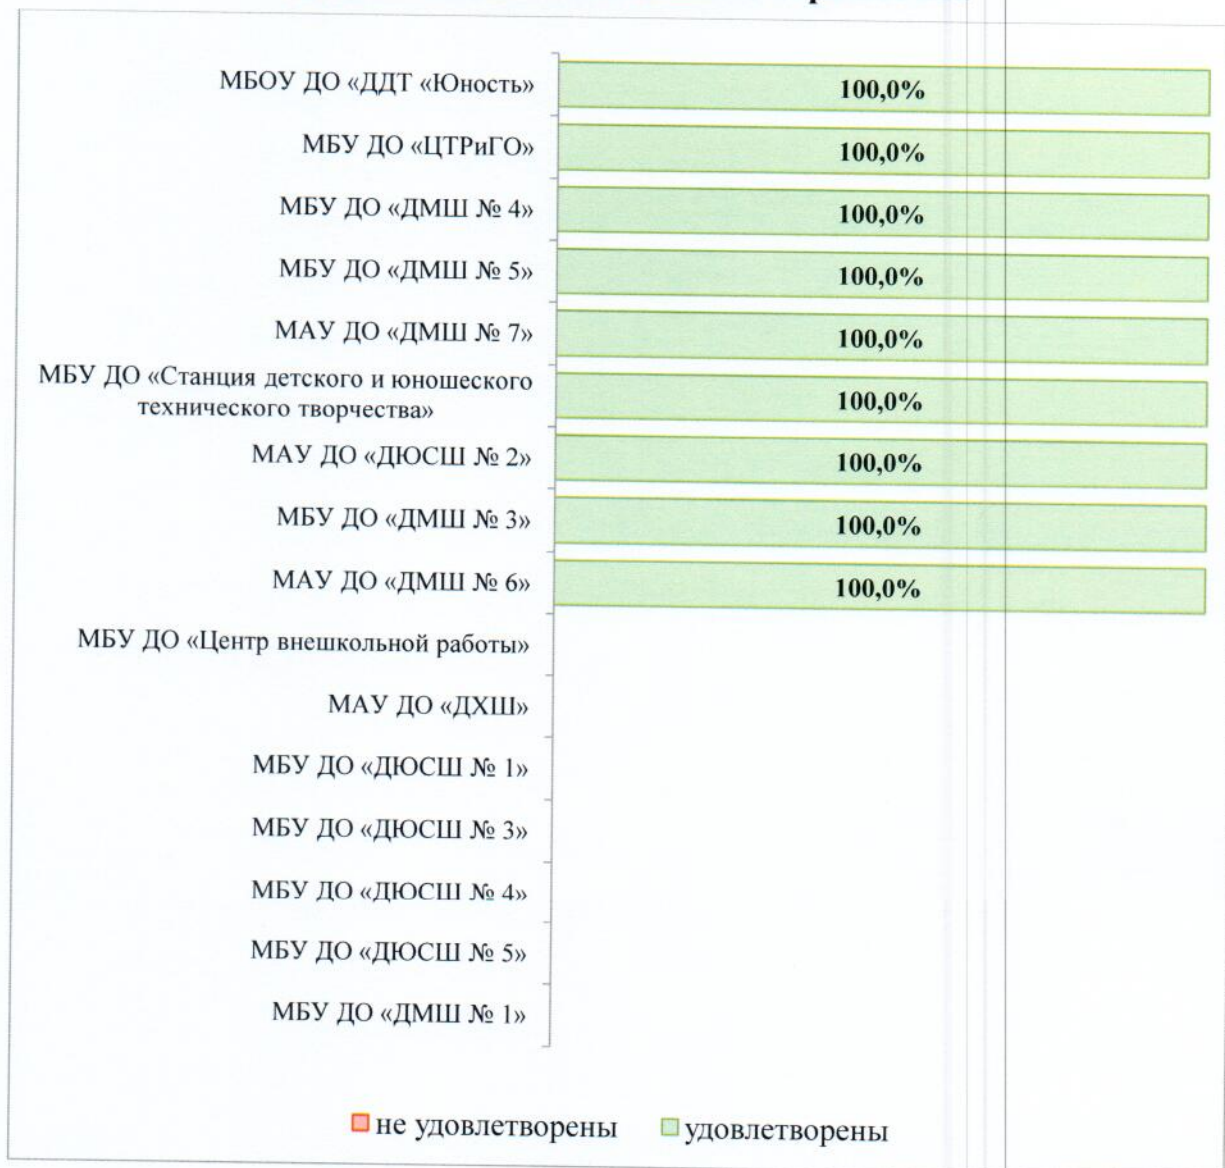 МБОУ ДО «ДДТ «Юность»
100,0%
МБУ ДО «ЦТРиГО»
100,0%
МБУ ДО «ДМШ № 4»
100,0%
МБУ ДО «ДМШ № 5»
100,0%
МАУ ДО «ДМШ № 7»
100,0%
МБУ ДО «Станция детского и юношеского
технического творчества»
100,0%
МАУ ДО «ДЮСШ № 2»
100,0%
МБУ ДО «ДМШ № 3»
100,0%
МАУ ДО «ДМШ № 6»
100,0%
МБУ ДО «Центр внешкольной работы»
МАУ ДО «ДХШ»
МБУ ДО «ДЮСШ № 1»
МБУ ДО «ДЮСШ № 3»
МБУ ДО «ДЮСШ № 4»
МБУ ДО «ДЮСШ № 5»
МБУ ДО «ДМШ № 1»
не удовлетворены удовлетворены